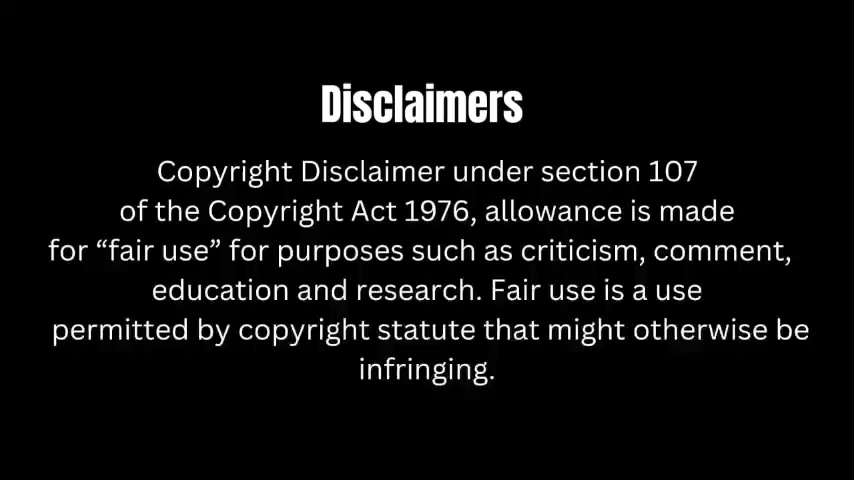 Disclaimers
Copyright Disclaimer under section 107
of the Copyright Act 1976, allowance is made
for “fair use” for purposes such as criticism, comment,
education and research. Fair use is a use
permitted by copyright statute that might otherwise be
infringing.